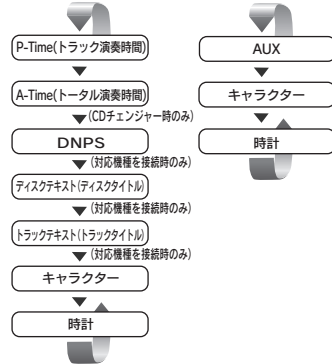 P-Time(トラック演奏時間)
A-Time(トータル演奏時間)
(CDチェンジャー時のみ)
DNPS
(対応機種を接続時のみ)
ディスクテキスト(ディスクタイトル)
(対応機種を接続時のみ)
トラックテキスト(トラックタイトル)
(対応機種を接続時のみ)
キャラクター
時計
AUX
キャラクター
時計